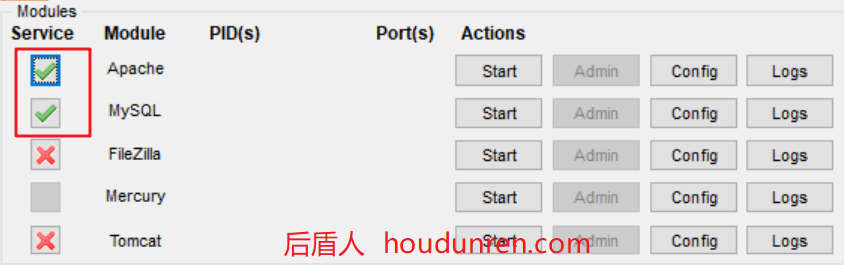 Modules
Service Module PID(s) Port(s) Actions
Apache Start Admin Config Logs
MySQL Start Admin Config Logs
FileZilla Start Admin Config Logs
Mercury Start Admin Config Logs
Tomcat Start Admin Config Logs
后盾人 houdunren.com